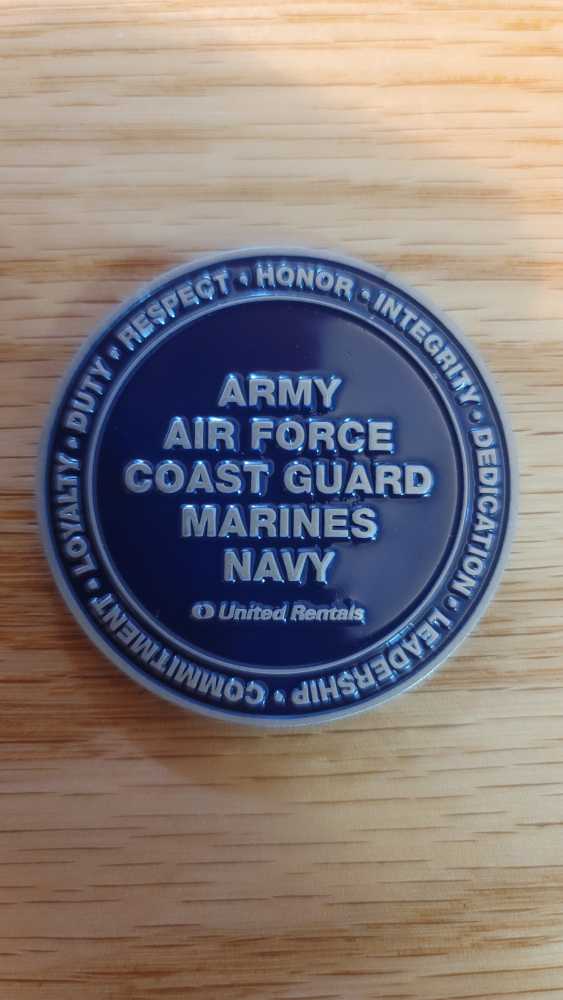 RESPECT • HONOR • INTEGRITY • DEDICATION • LEADERSHIP • COMMITMENT • LOYALTY • DUTY •
ARMY
AIR FORCE
COAST GUARD
MARINES
NAVY
United Rentals